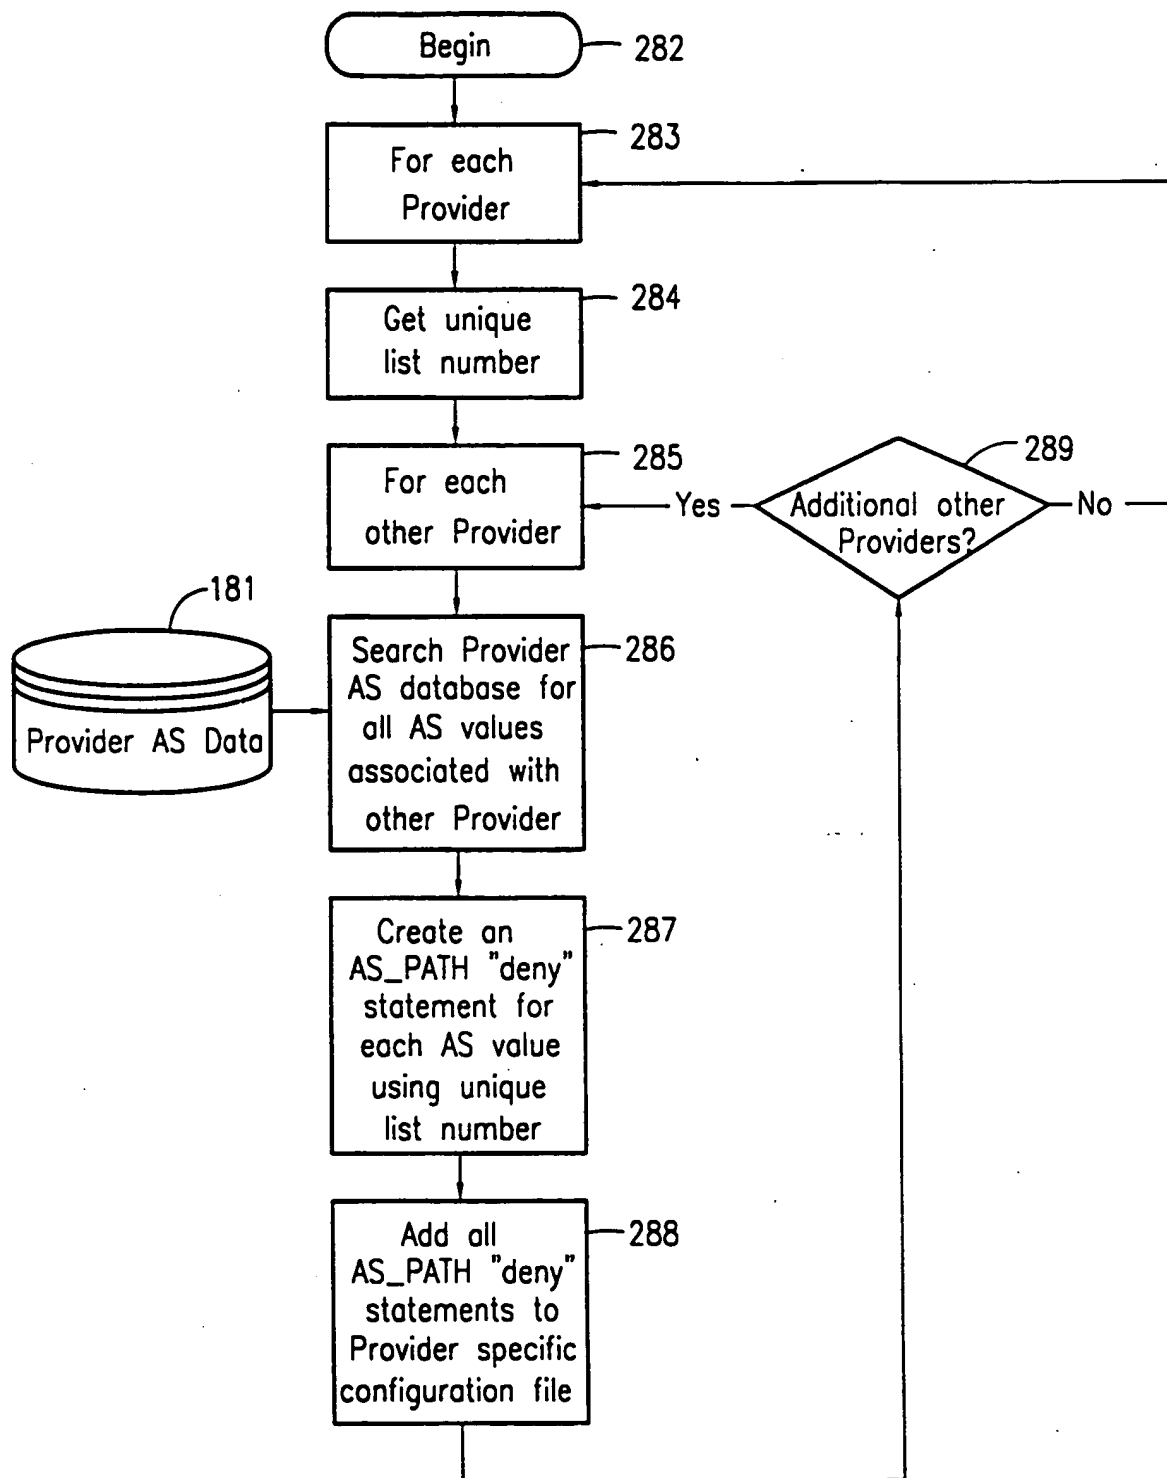 Begin
282
For each
Provider
283
Get unique
list number
284
For each
other Provider
285
Yes
Additional other
Providers?
289
No
181
Provider AS Data
Search Provider
AS database for
all AS values
associated with
other Provider
286
Create an
AS_PATH "deny"
statement for
each AS value
using unique
list number
287
Add all
AS_PATH "deny"
statements to
Provider specific
configuration file
288